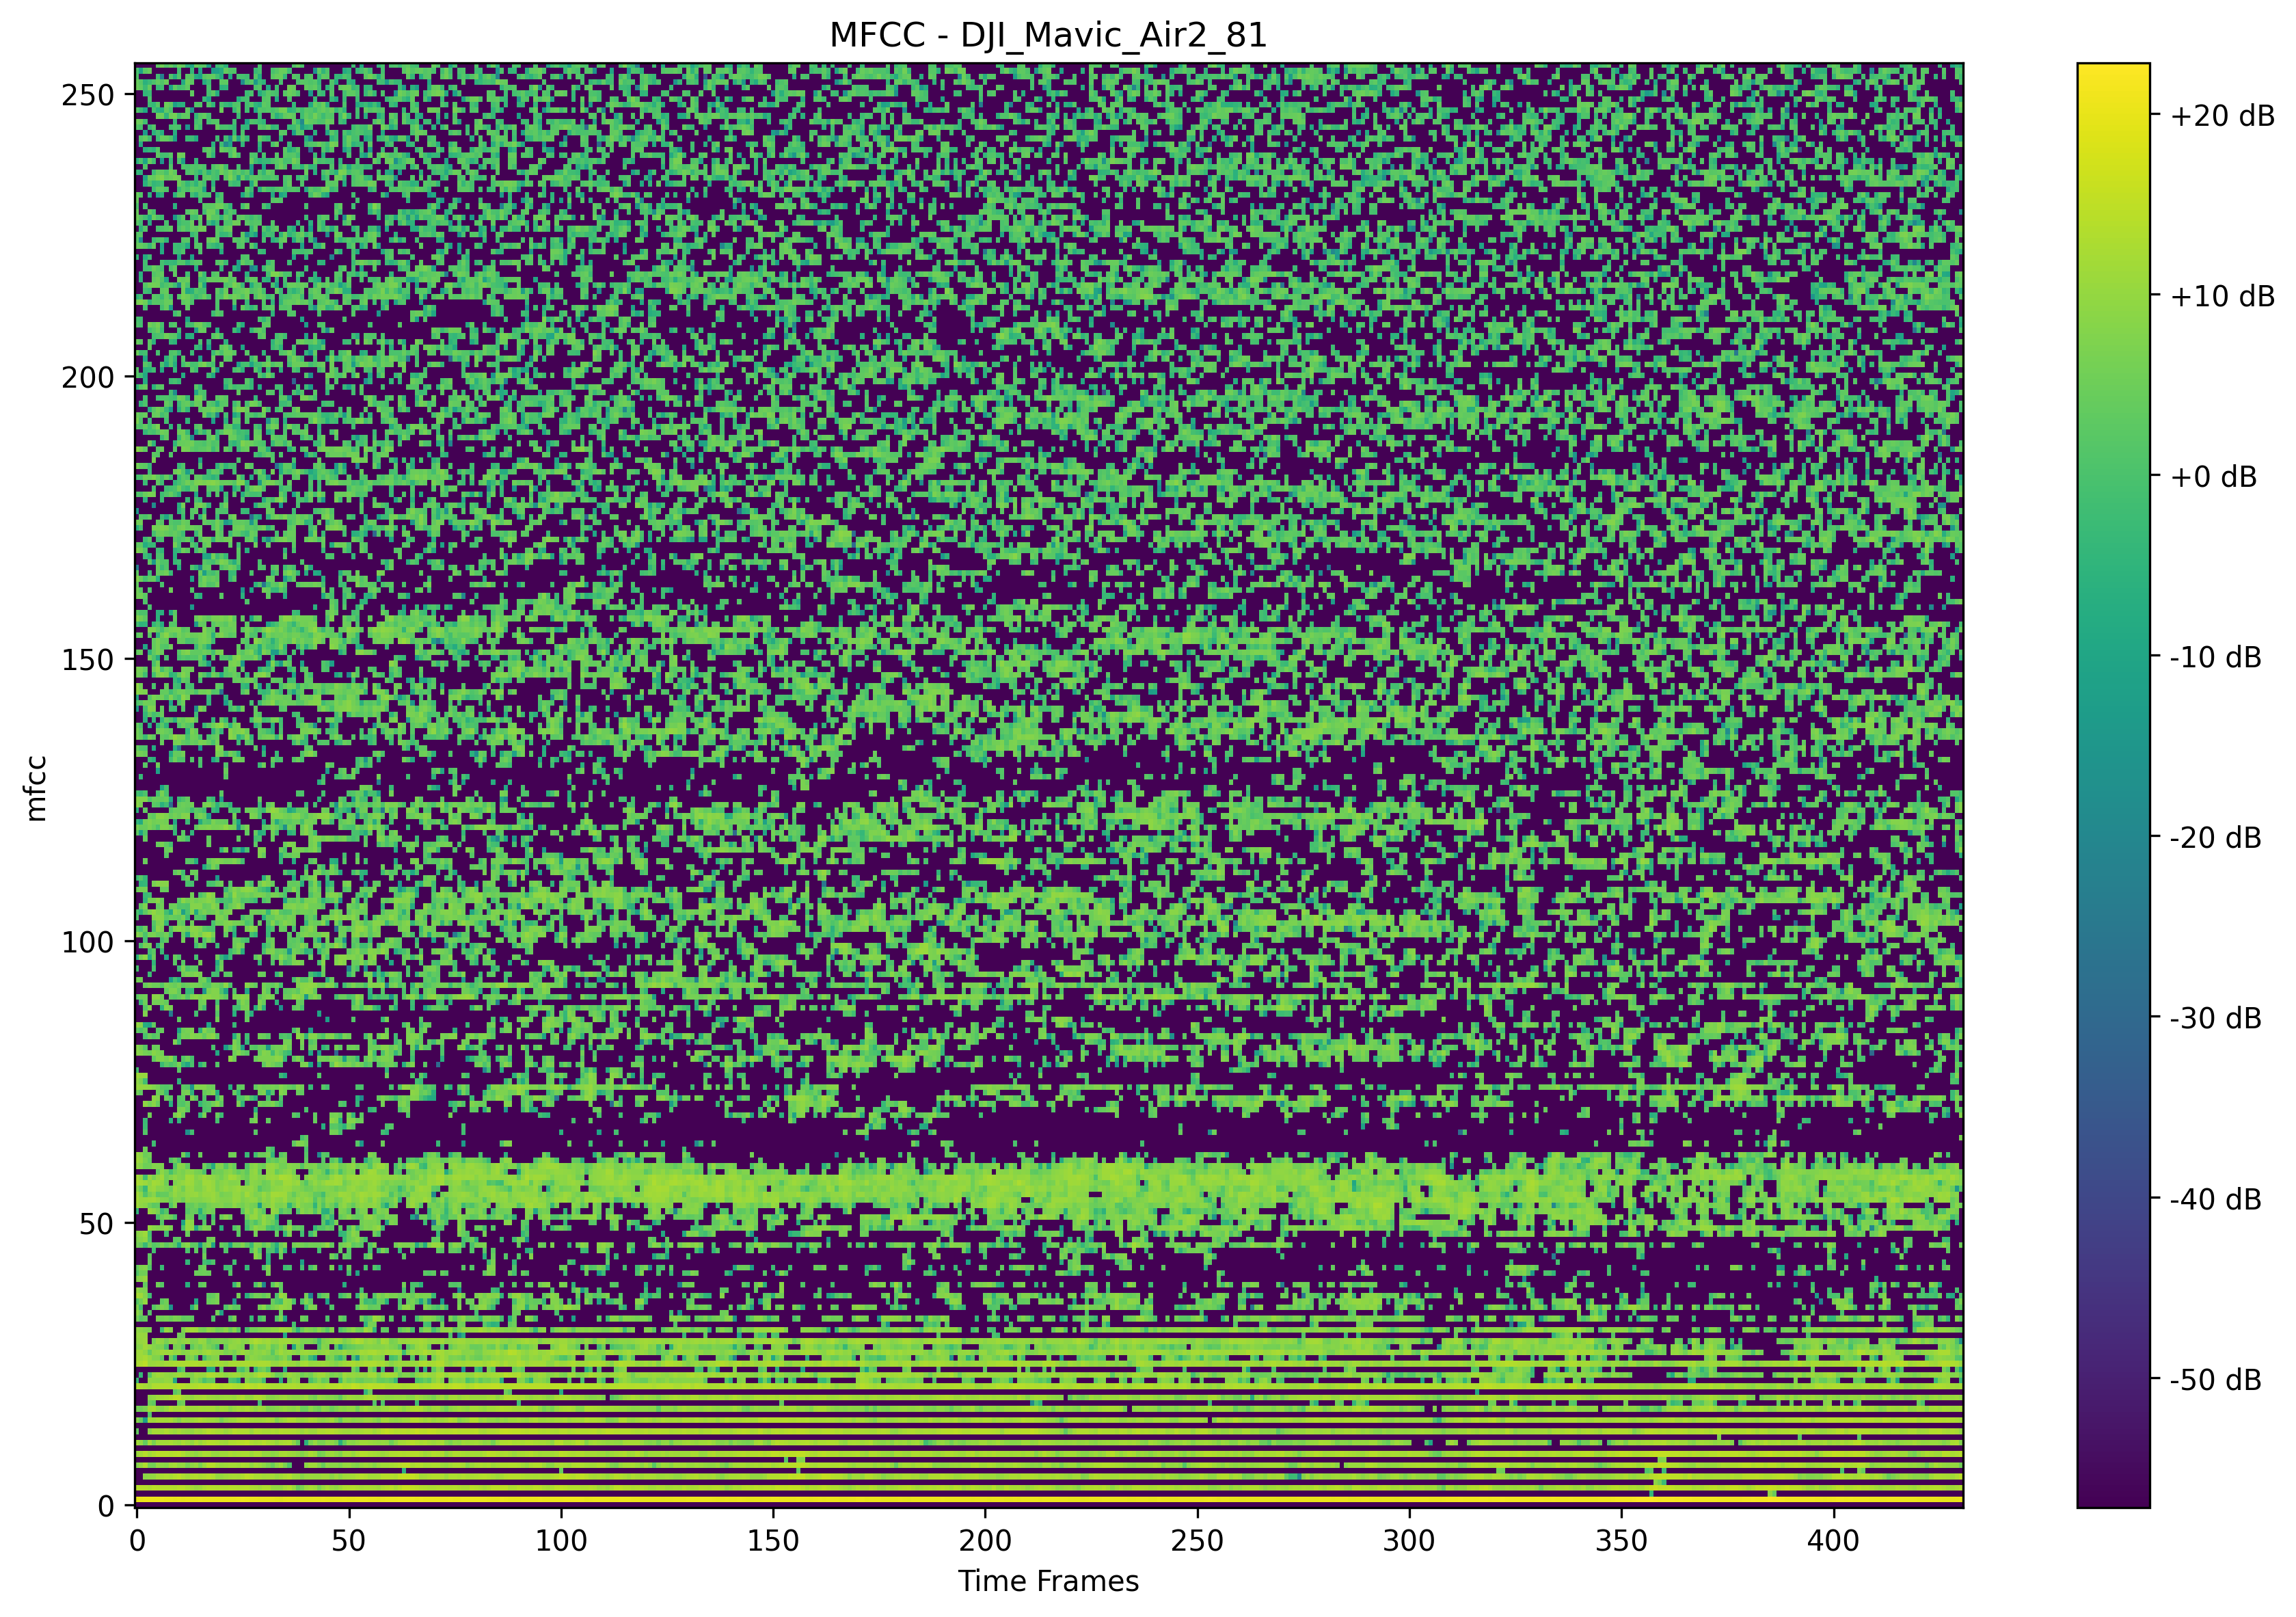 MFCC - DJI_Mavic_Air2_81
250
200
150
100
50
0
mfcc
0 50 100 150 200 250 300 350 400
Time Frames
+20 dB
+10 dB
+0 dB
-10 dB
-20 dB
-30 dB
-40 dB
-50 dB